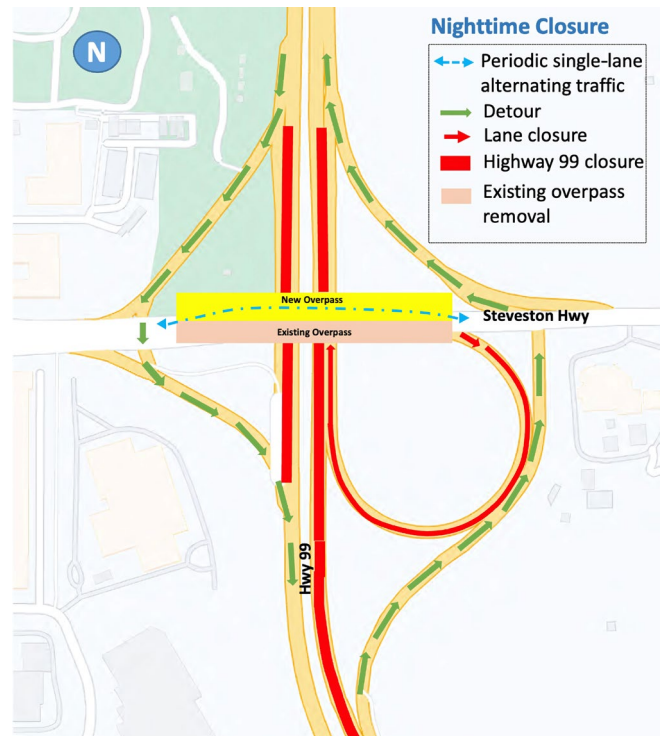 N
Nighttime Closure
Periodic single-lane
alternating traffic
Detour
Lane closure
Highway 99 closure
Existing overpass
removal
New Overpass
Steveston Hwy
Existing Overpass
Hwy 99